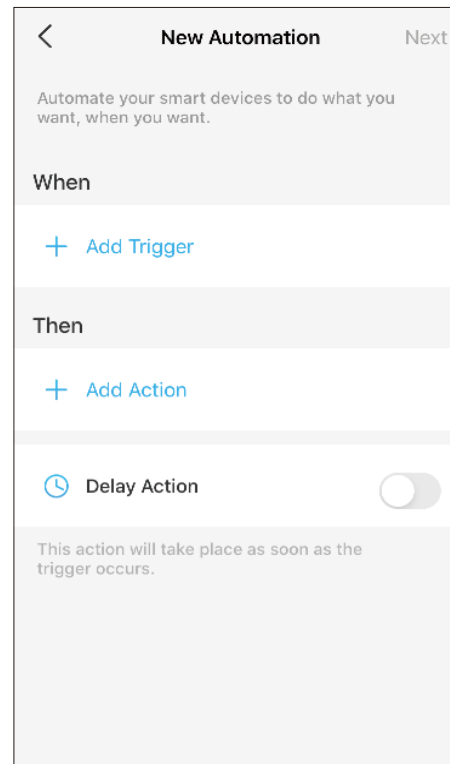 New Automation
Next
Automate your smart devices to do what you
want, when you want.
When
Add Trigger
Then
Add Action
Delay Action
This action will take place as soon as the
trigger occurs.